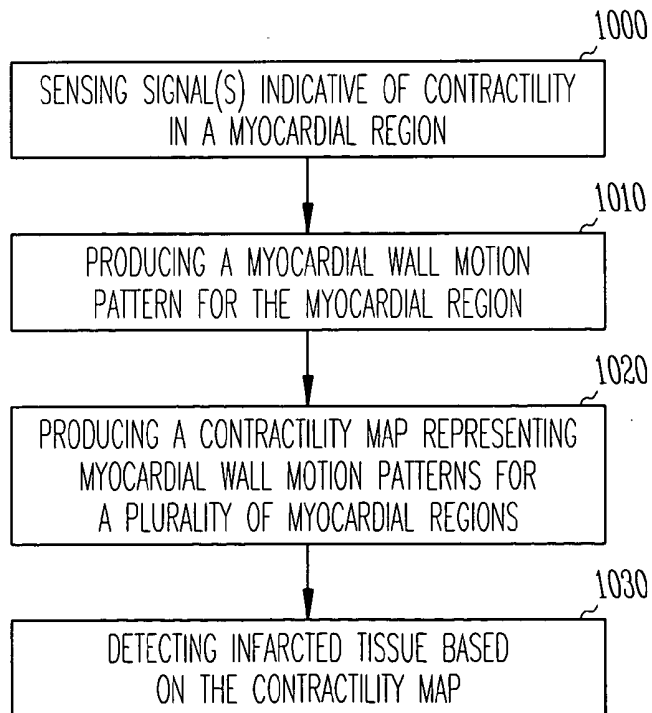 1000
SENSING SIGNAL(S) INDICATIVE OF CONTRACTILITY
IN A MYOCARDIAL REGION
1010
PRODUCING A MYOCARDIAL WALL MOTION
PATTERN FOR THE MYOCARDIAL REGION
1020
PRODUCING A CONTRACTILITY MAP REPRESENTING
MYOCARDIAL WALL MOTION PATTERNS FOR
A PLURALITY OF MYOCARDIAL REGIONS
1030
DETECTING INFARCTED TISSUE BASED
ON THE CONTRACTILITY MAP